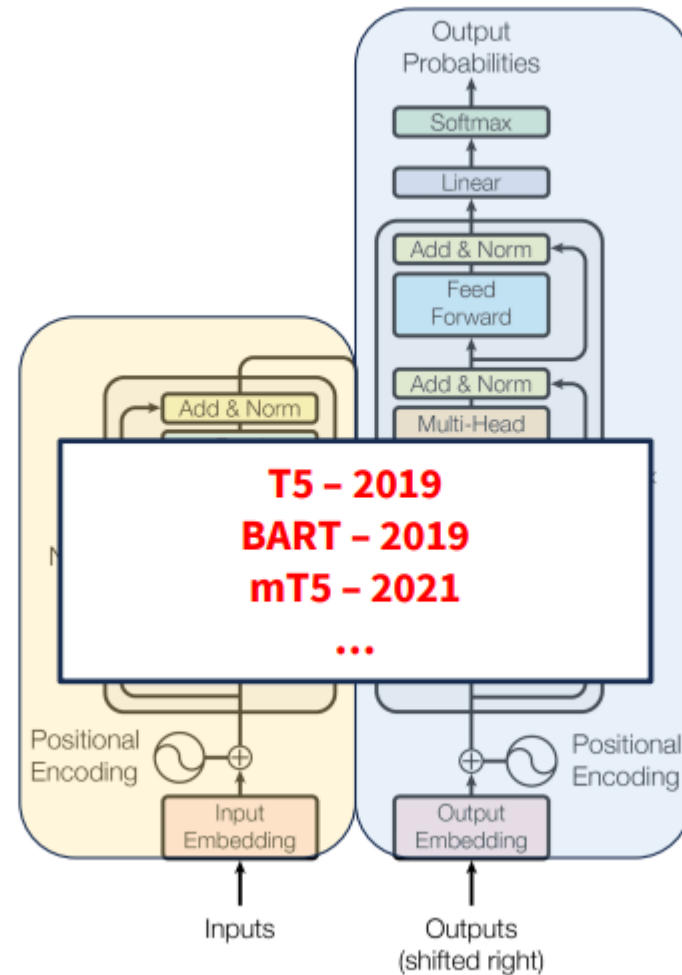 Output
Probabilities
Softmax
Linear
Add & Norm
Feed
Forward
Add & Norm
Multi-Head
Add & Norm
T5 – 2019
BART – 2019
mT5 – 2021
...
Positional
Encoding
Input
Embedding
Inputs
Positional
Encoding
Output
Embedding
Outputs
(shifted right)